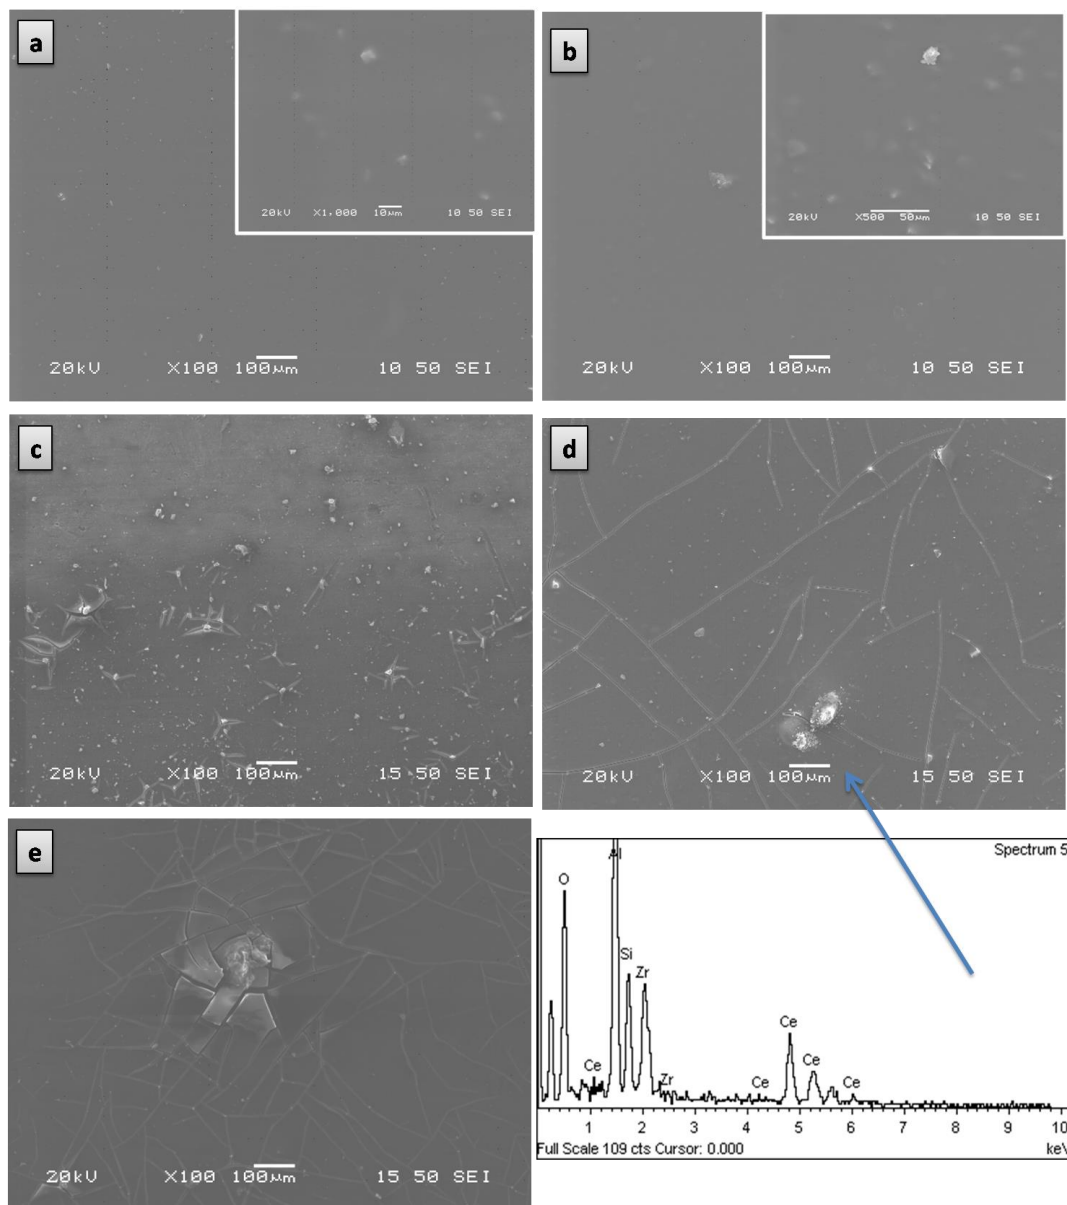 a
20kV X1,000 10μm 10 50 SEI
20kV X100 100μm 10 50 SEI
b
20kV X500 50μm 10 50 SEI
20kV X100 100μm 10 50 SEI
c
20kV X100 100μm 15 50 SEI
d
20kV X100 100μm 15 50 SEI
e
20kV X100 100μm 15 50 SEI
Spectrum 5
Al
O
Si
Zr
Ce
Ce
Zr
Ce
Ce
Ce
1 2 3 4 5 6 7 8 9 10
Full Scale 109 cts Cursor: 0.000 keV